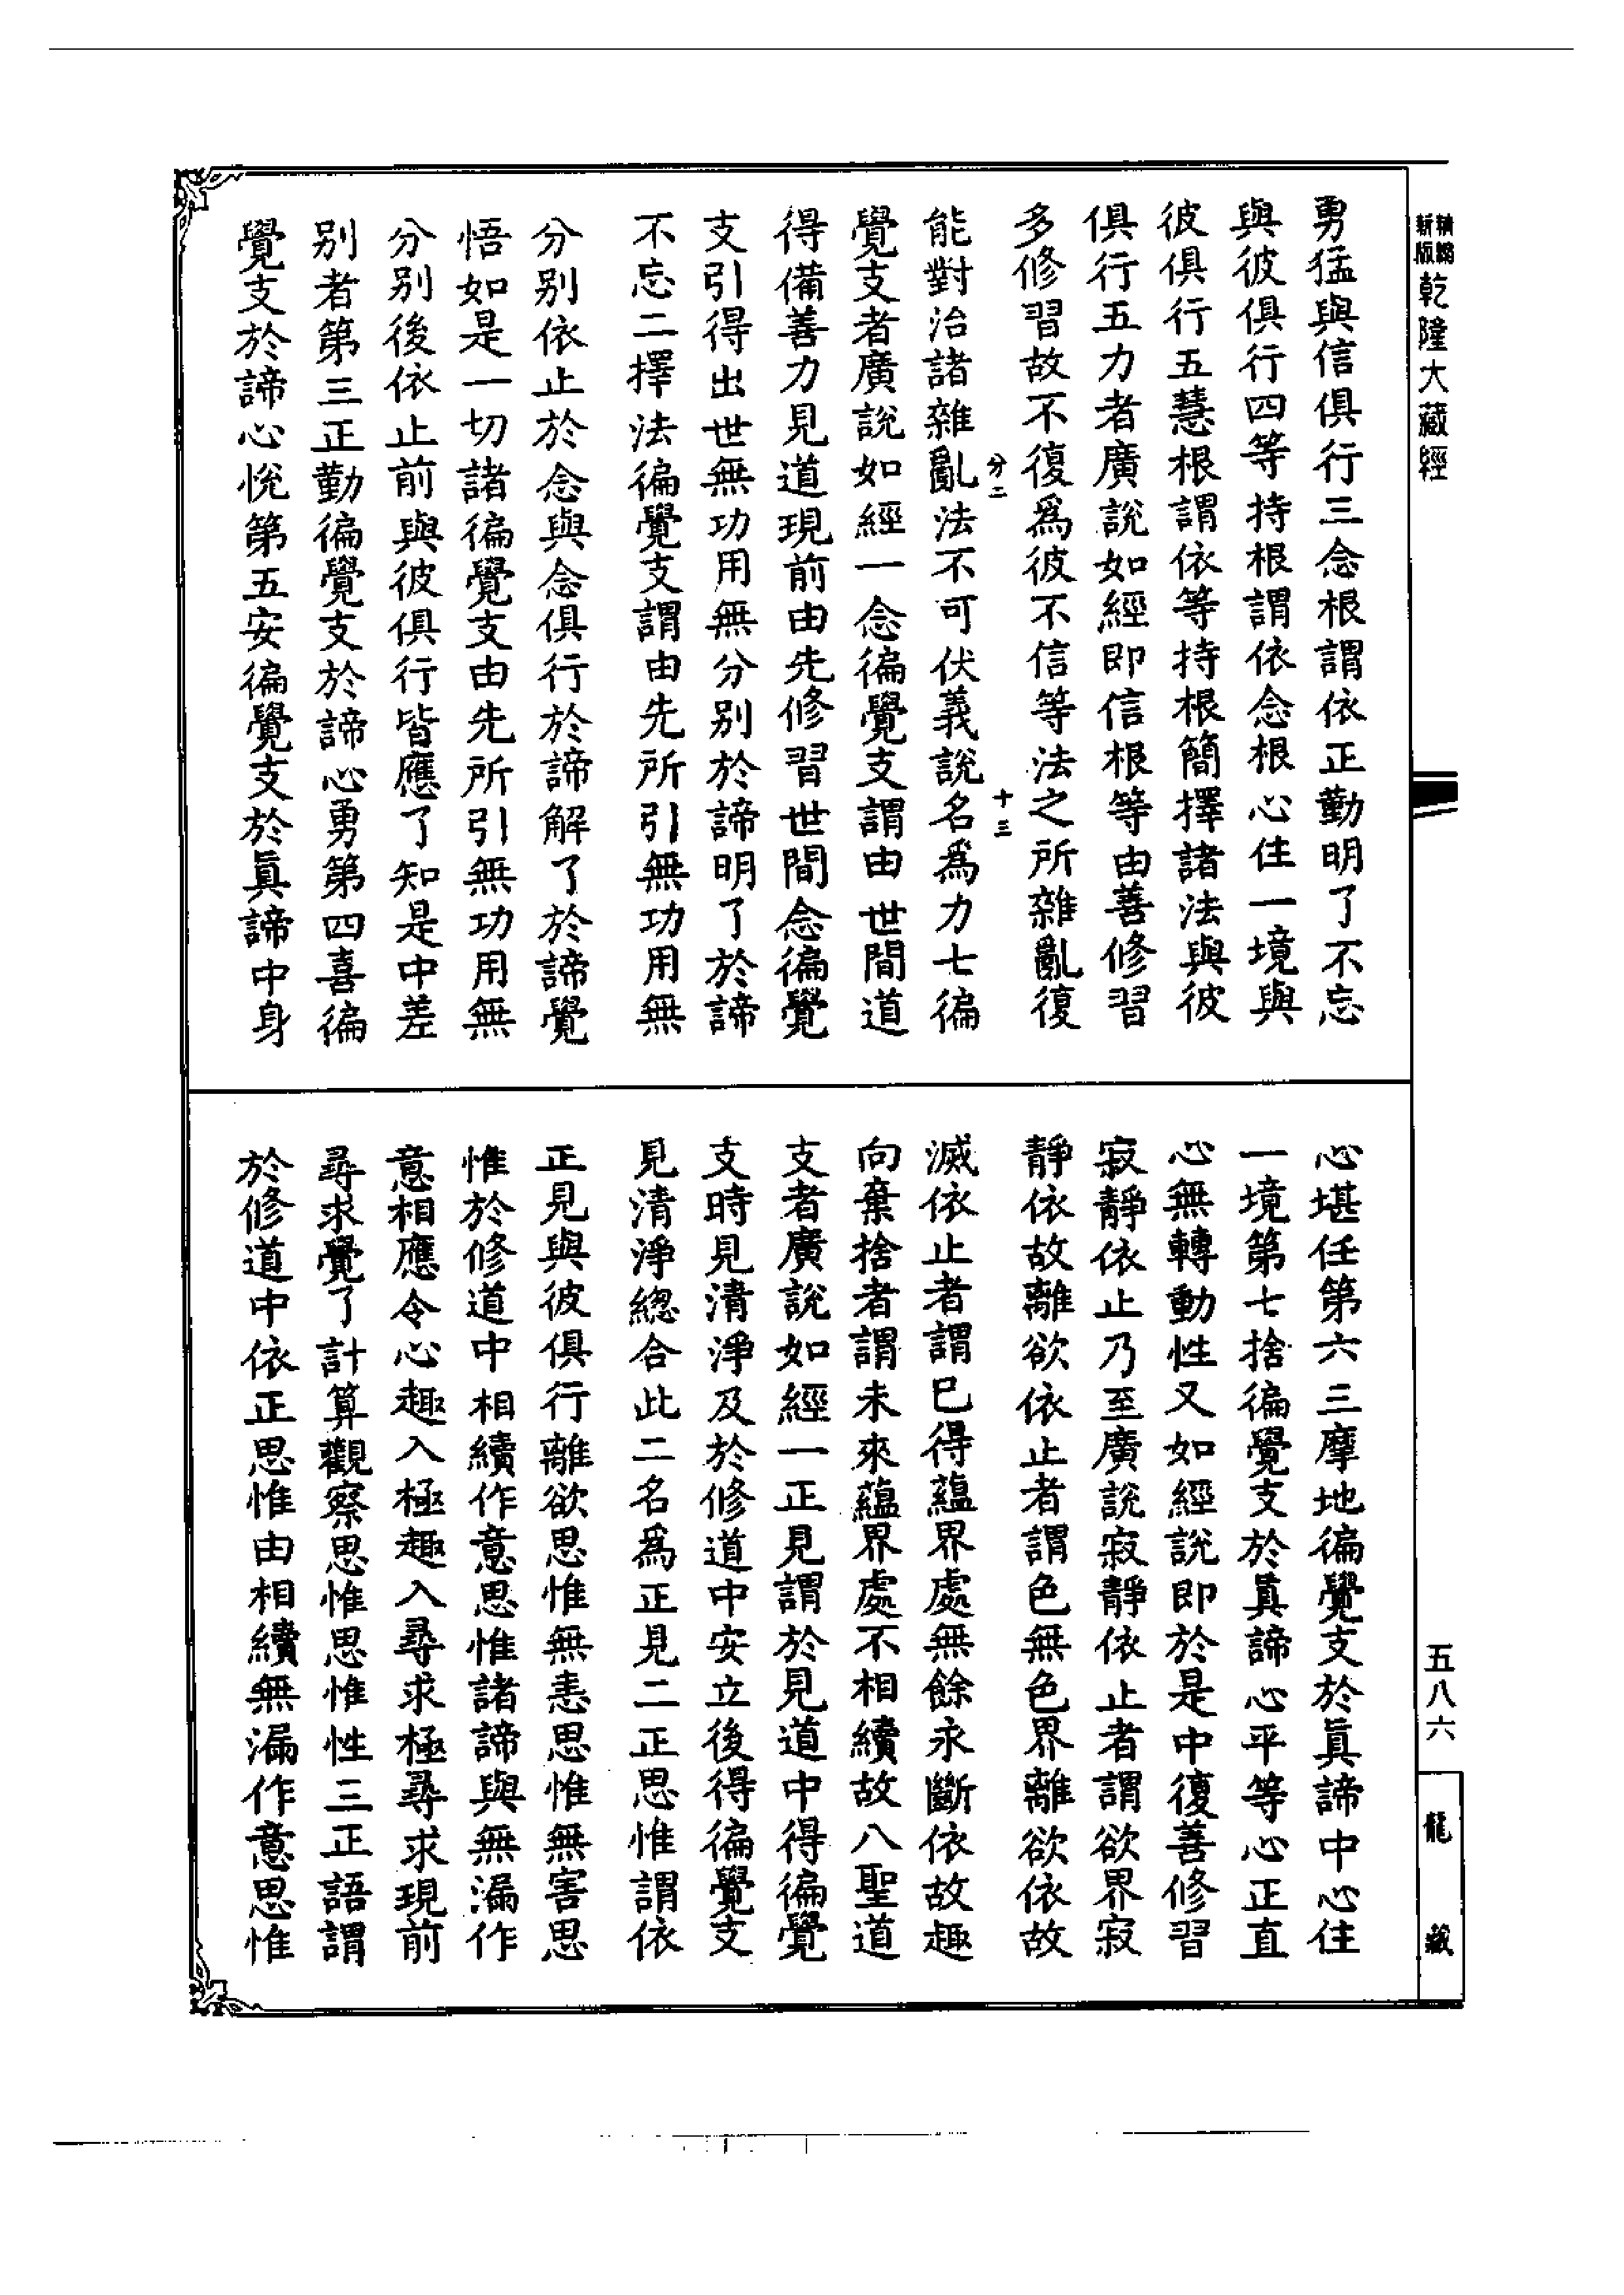 精編新版乾隆大藏經
勇猛與信俱行三念根謂依正勤明了不忘
與彼俱行四等持根謂依念根心住一境與
彼俱行五慧根謂依等持根簡擇諸法與彼
俱行五力者廣說如經即信根等由善修習
多修習故不復爲彼不信等法之所雜亂復
分二 十三
能對治諸雜亂法不可伏義說名爲力七徧
覺支者廣說如經一念徧覺支謂由世間道
得備善力見道現前由先修習世間念徧覺
支引得出世無功用無分別於諦明了於諦
不忘二擇法徧覺支謂由先所引無功用無
分別依止於念與念俱行於諦解了於諦覺
悟如是一切諸徧覺支由先所引無功用無
分別後依止前與彼俱行皆應了知是中差
別者第三正勤徧覺支於諦心勇第四喜徧
覺支於諦心悅第五安徧覺支於眞諦中身
心堪任第六三摩地徧覺支於眞諦中心住
一境第七捨徧覺支於眞諦心平等心正直
心無轉動性又如經說即於是中復善修習
寂靜依止乃至廣說寂靜依止者謂欲界寂
靜依故離欲依止者謂色無色界離欲依故
滅依止者謂已得蘊界處無餘永斷依故趣
向棄捨者謂未來蘊界處不相續故八聖道
支者廣說如經一正見謂於見道中得徧覺
支時見清淨及於修道中安立後得徧覺支
見清淨總合此二名爲正見二正思惟謂依
正見與彼俱行離欲思惟無恚思惟無害思
惟於修道中相續作意思惟諸諦與無漏作
意相應令心趣入極趣入尋求極尋求現前
尋求覺了計算觀察思惟思惟性三正語謂
於修道中依正思惟由相續無漏作意思惟
五八六
龍藏